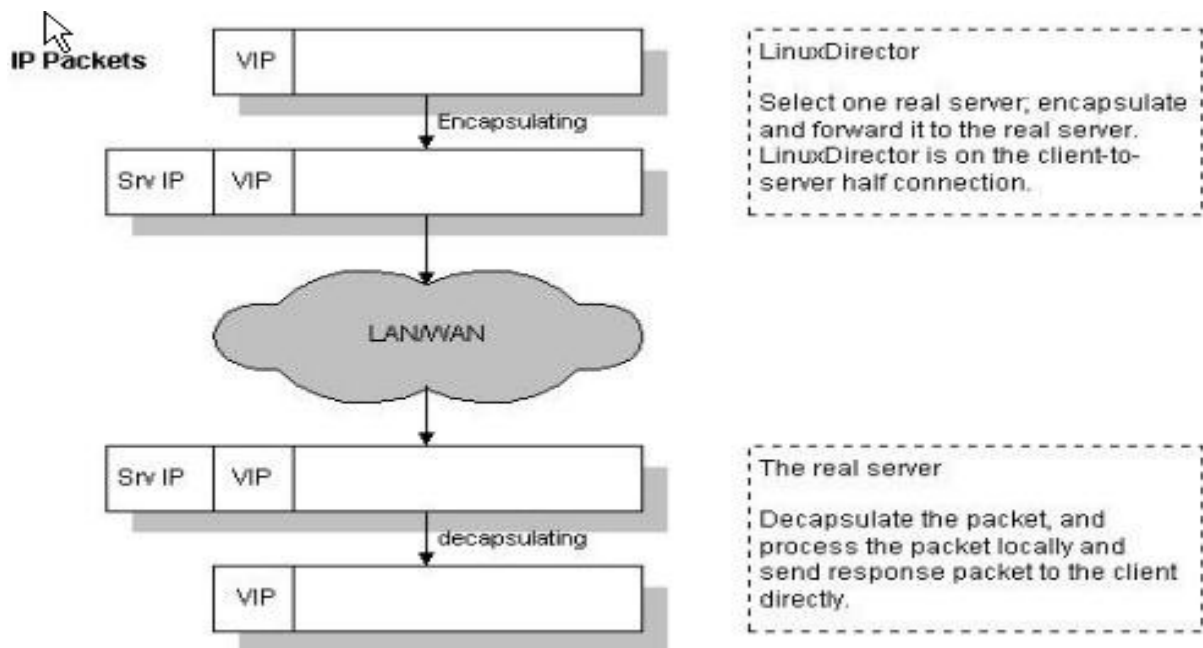 IP Packets
VIP
LinuxDirector
Select one real server; encapsulate
and forward it to the real server.
LinuxDirector is on the client-to-
server half connection.
Encapsulating
Srv IP VIP
LAN/WAN
Srv IP VIP
The real server
Decapsulate the packet, and
process the packet locally and
send response packet to the client
directly.
decapsulating
VIP